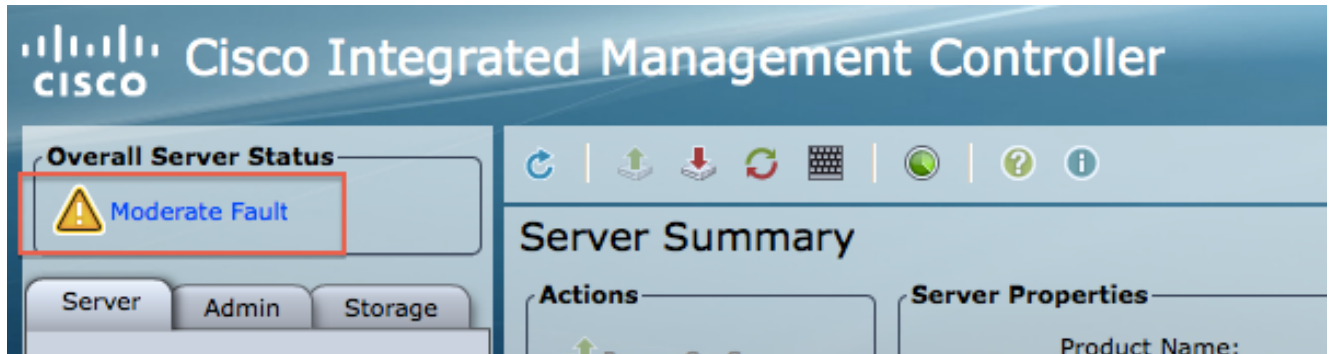 CISCO
Cisco Integrated Management Controller
Overall Server Status
Moderate Fault
Server Admin Storage
Server Summary
Actions
Server Properties
Product Name: